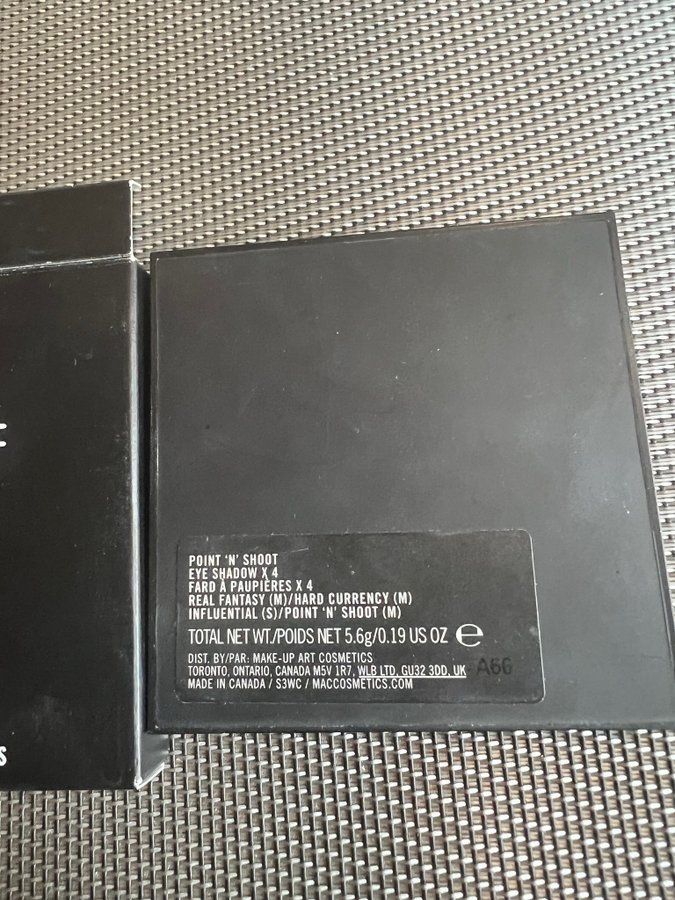 POINT 'N' SHOOT
EYE SHADOW X 4
FARD À PAUPIÈRES X 4
REAL FANTASY (M)/HARD CURRENCY (M)
INFLUENTIAL (S)/POINT 'N' SHOOT (M)
TOTAL NET WT./POIDS NET 5.6g/0.19 US OZ ℮
DIST. BY/PAR: MAKE-UP ART COSMETICS
TORONTO, ONTARIO, CANADA M5V 1R7, WLB LTD, GU32 3DD, UK A66
MADE IN CANADA / S3WC / MACCOSMETICS.COM
S